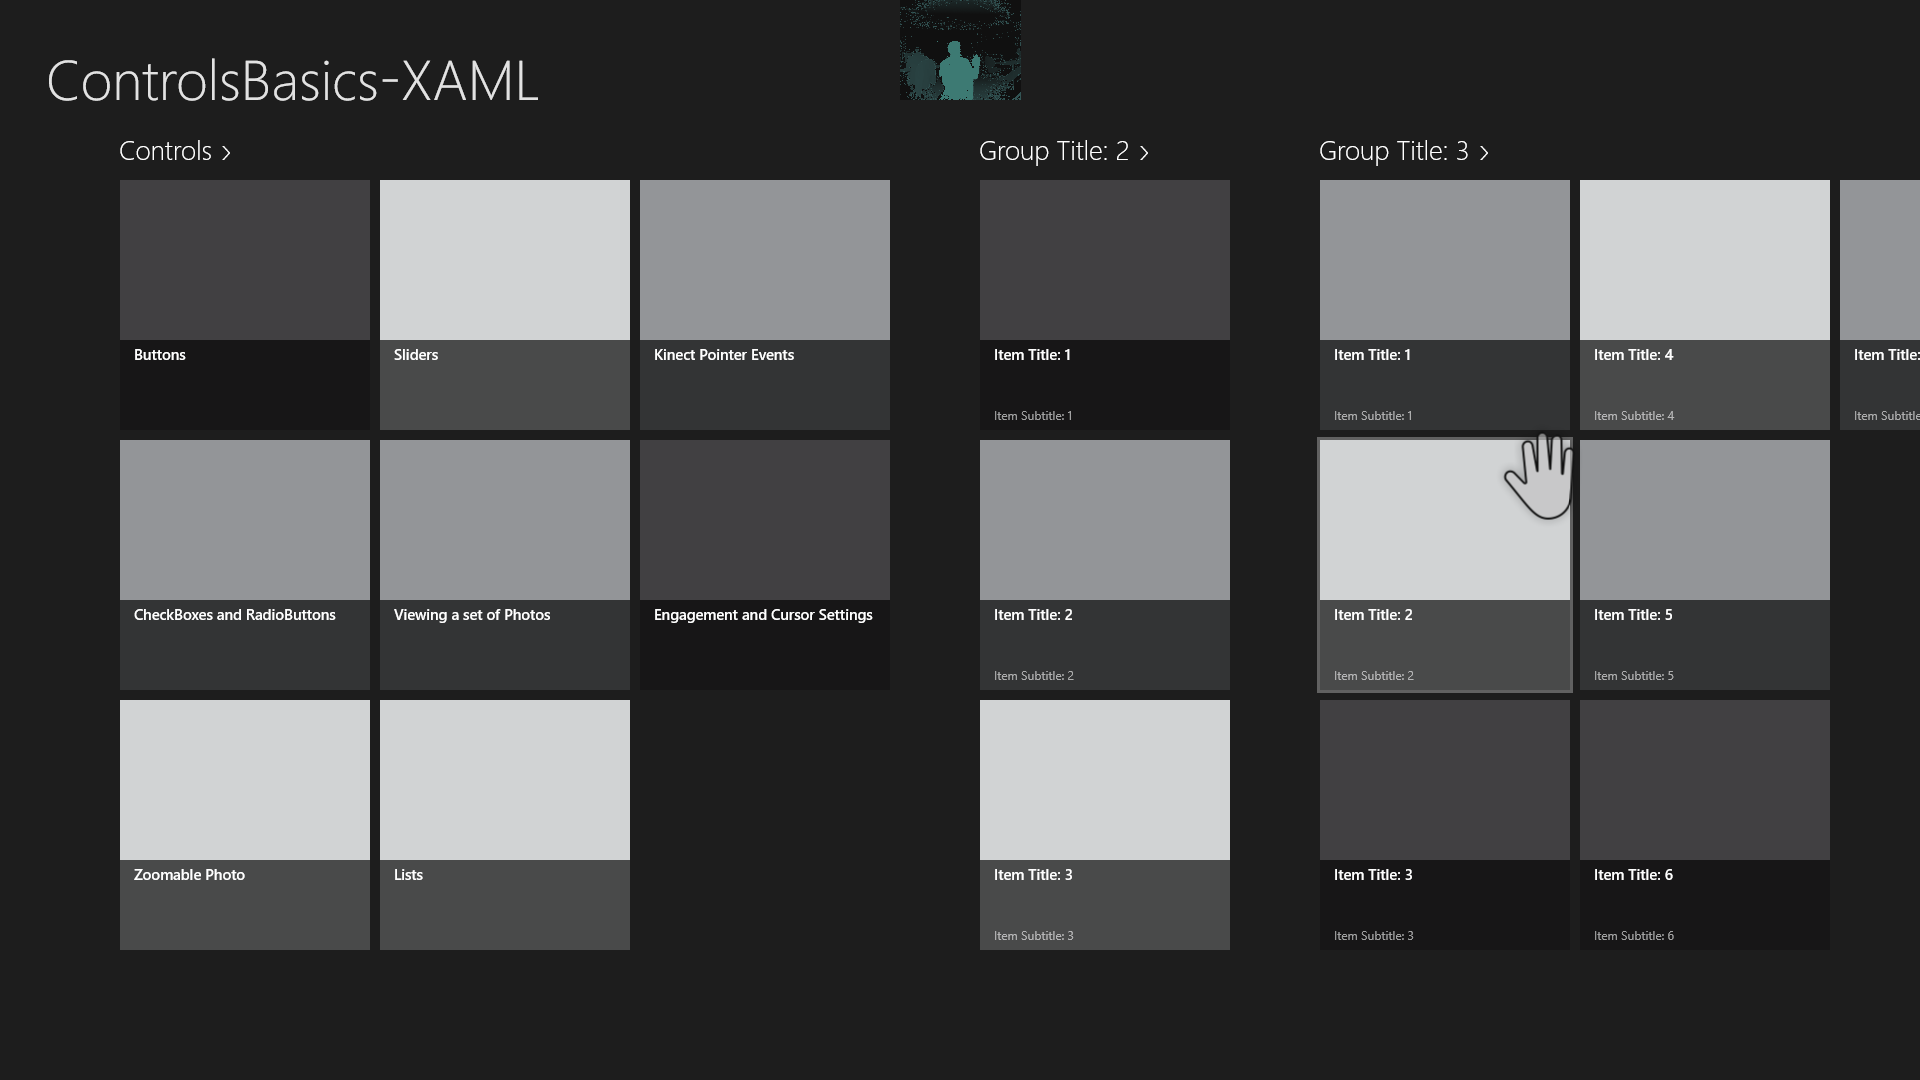 ControlsBasics-XAML
Controls
Buttons
Sliders
Kinect Pointer Events
CheckBoxes and RadioButtons
Viewing a set of Photos
Engagement and Cursor Settings
Zoomable Photo
Lists
Group Title: 2
Item Title: 1
Item Subtitle: 1
Item Title: 2
Item Subtitle: 2
Item Title: 3
Item Subtitle: 3
Group Title: 3
Item Title: 1
Item Subtitle: 1
Item Title: 4
Item Subtitle: 4
Item Title:
Item Subtitle
Item Title: 2
Item Subtitle: 2
Item Title: 5
Item Subtitle: 5
Item Title: 3
Item Subtitle: 3
Item Title: 6
Item Subtitle: 6